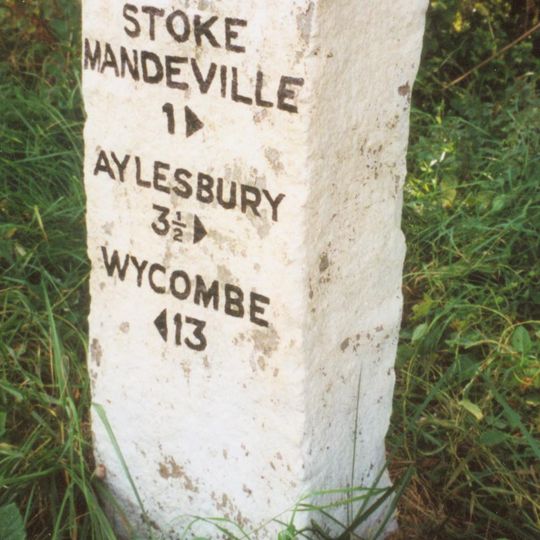 STOKE
MANDEVILLE
1▶
AYLESBURY
3½▶
WYCOMBE
◀13